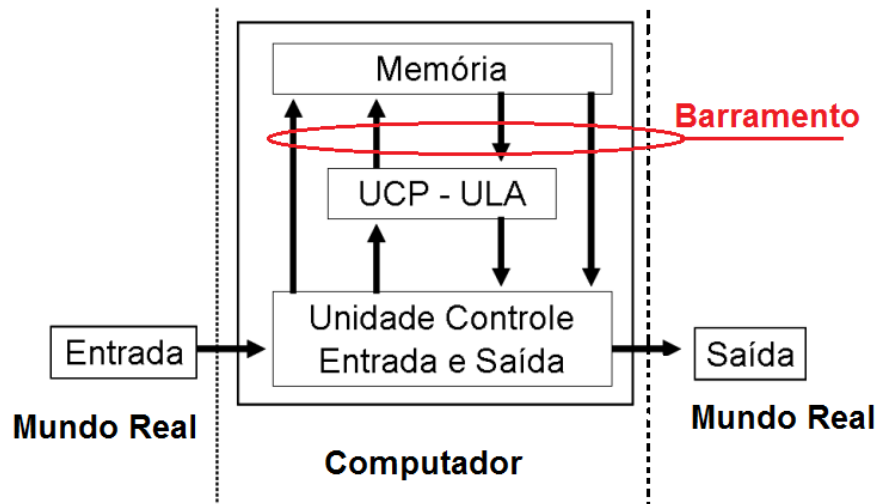 Memória
Barramento
UCP - ULA
Unidade Controle
Entrada e Saída
Entrada
Saída
Mundo Real
Mundo Real
Computador